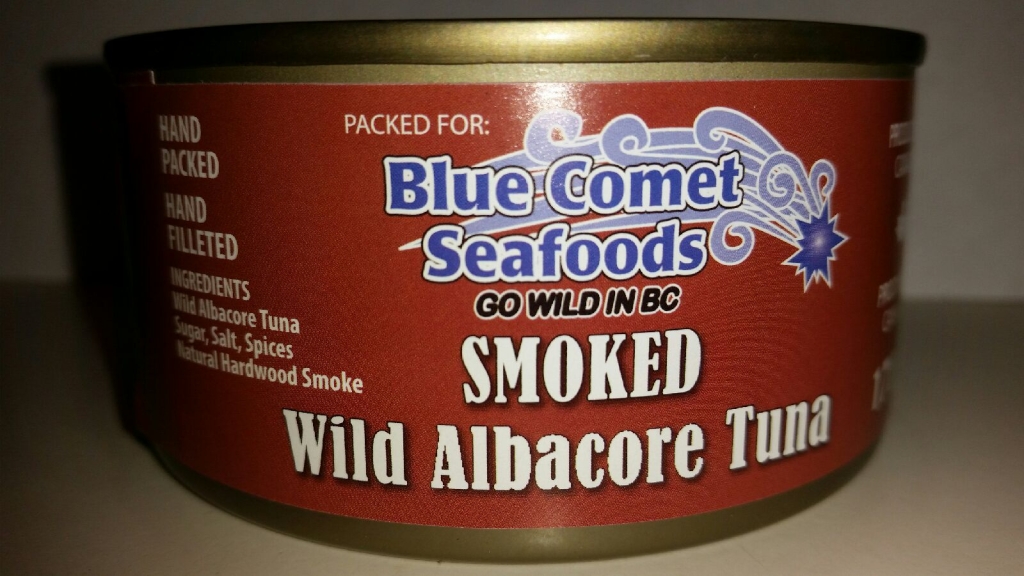 HAND
PACKED
HAND
FILLETED
INGREDIENTS
Wild Albacore Tuna
Sugar, Salt, Spices
Natural Hardwood Smoke
PACKED FOR:
Blue Comet
Seafoods
GO WILD IN BC
SMOKED
Wild Albacore Tuna